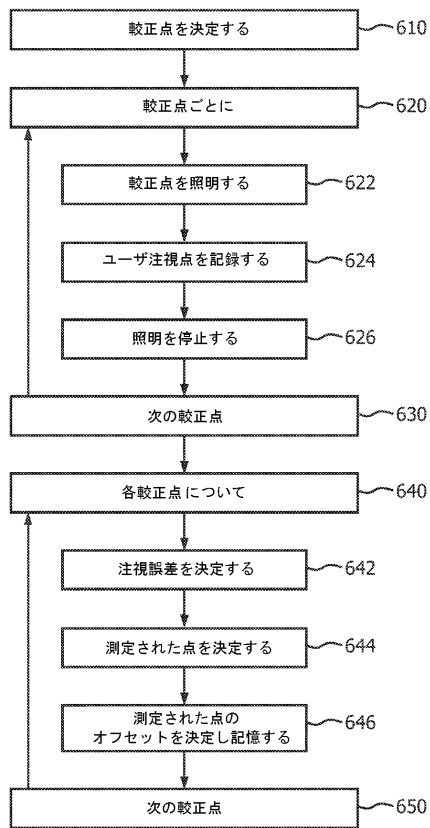 較正点を決定する 610
較正点ごとに 620
較正点を照明する 622
ユーザ注視点を記録する 624
照明を停止する 626
次の較正点 630
各較正点について 640
注視誤差を決定する 642
測定された点を決定する 644
測定された点の
オフセットを決定し記憶する 646
次の較正点 650